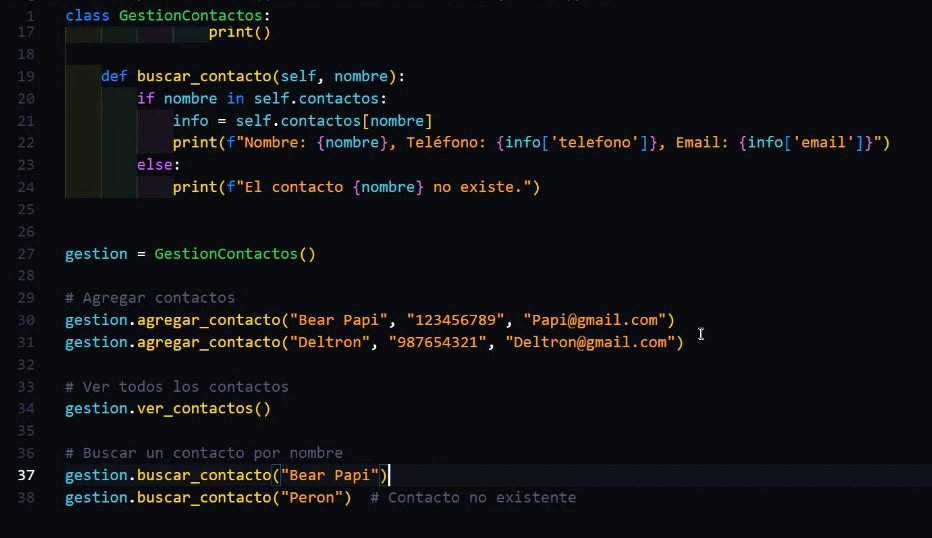 1 class GestionContactos:
17 print()
18
19 def buscar_contacto(self, nombre):
20 if nombre in self.contactos:
21 info = self.contactos[nombre]
22 print(f"Nombre: {nombre}, Teléfono: {info['telefono']}, Email: {info['email']}")
23 else:
24 print(f"El contacto {nombre} no existe.")
25
26
27 gestion = GestionContactos()
28
29 # Agregar contactos
30 gestion.agregar_contacto("Bear Papi", "123456789", "Papi@gmail.com")
31 gestion.agregar_contacto("Deltron", "987654321", "Deltron@gmail.com")
32
33 # Ver todos los contactos
34 gestion.ver_contactos()
35
36 # Buscar un contacto por nombre
37 gestion.buscar_contacto("Bear Papi")
38 gestion.buscar_contacto("Peron") # Contacto no existente